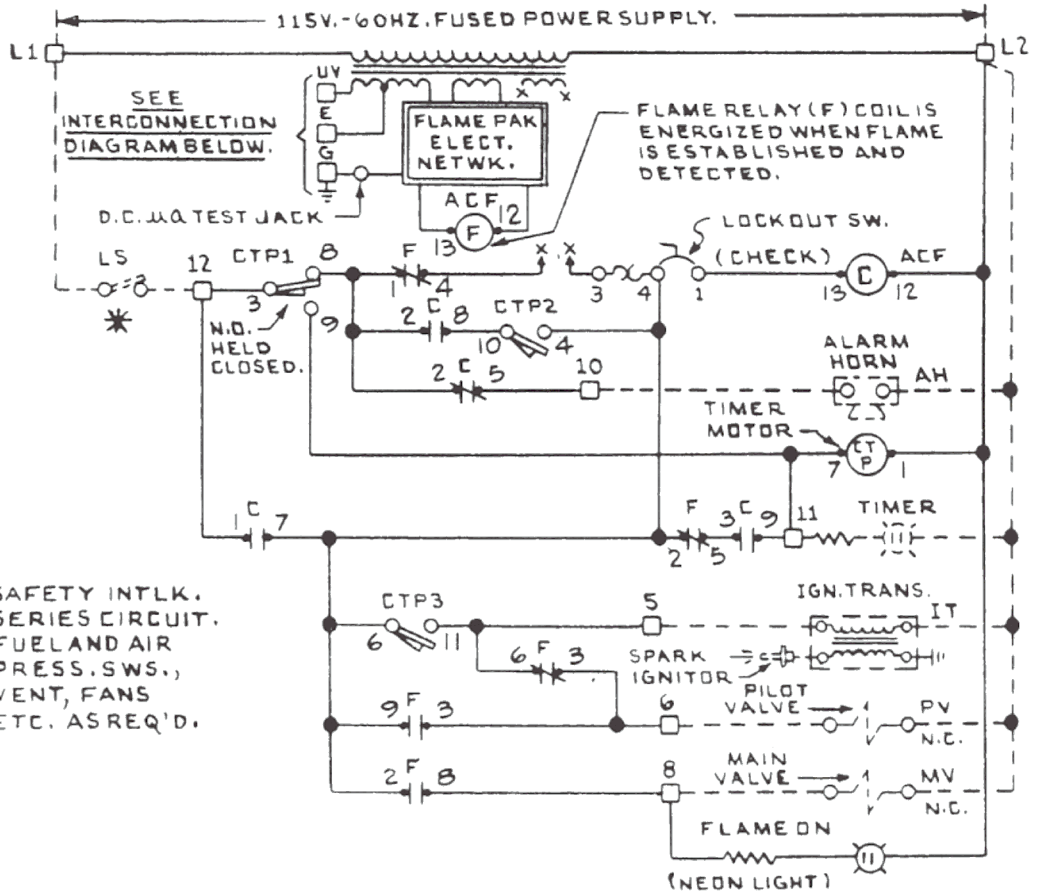 115V.-60HZ. FUSED POWER SUPPLY.
L1
L2
UV
SEE
INTERCONNECTION
DIAGRAM BELOW.
E
G
X
X
FLAME PAK
ELECT.
NETWK.
FLAME RELAY (F) COIL IS
ENERGIZED WHEN FLAME
IS ESTABLISHED AND
DETECTED.
D.C. µa TEST JACK
ACF
12
F
13
LOCKOUT SW.
LS
12
CTP1
8
F
X
X
(CHECK)
ACF
3
1
4
3
4
1
13
C
12
N.O.
HELD
CLOSED.
9
2
C
8
CTP2
10
4
2
C
5
10
ALARM
HORN
AH
TIMER
MOTOR
7
CT
P
1
1
C
7
F
3
C
9
11
TIMER
2
5
SAFETY INTLK.
SERIES CIRCUIT.
FUEL AND AIR
PRESS. SWS.,
VENT, FANS
ETC. AS REQ'D.
CTP3
6
11
5
IGN. TRANS.
IT
6
F
3
SPARK
IGNITOR
9
F
3
6
PILOT
VALVE
PV
N.C.
2
F
8
8
MAIN
VALVE
MV
N.C.
FLAME ON
(NEON LIGHT)